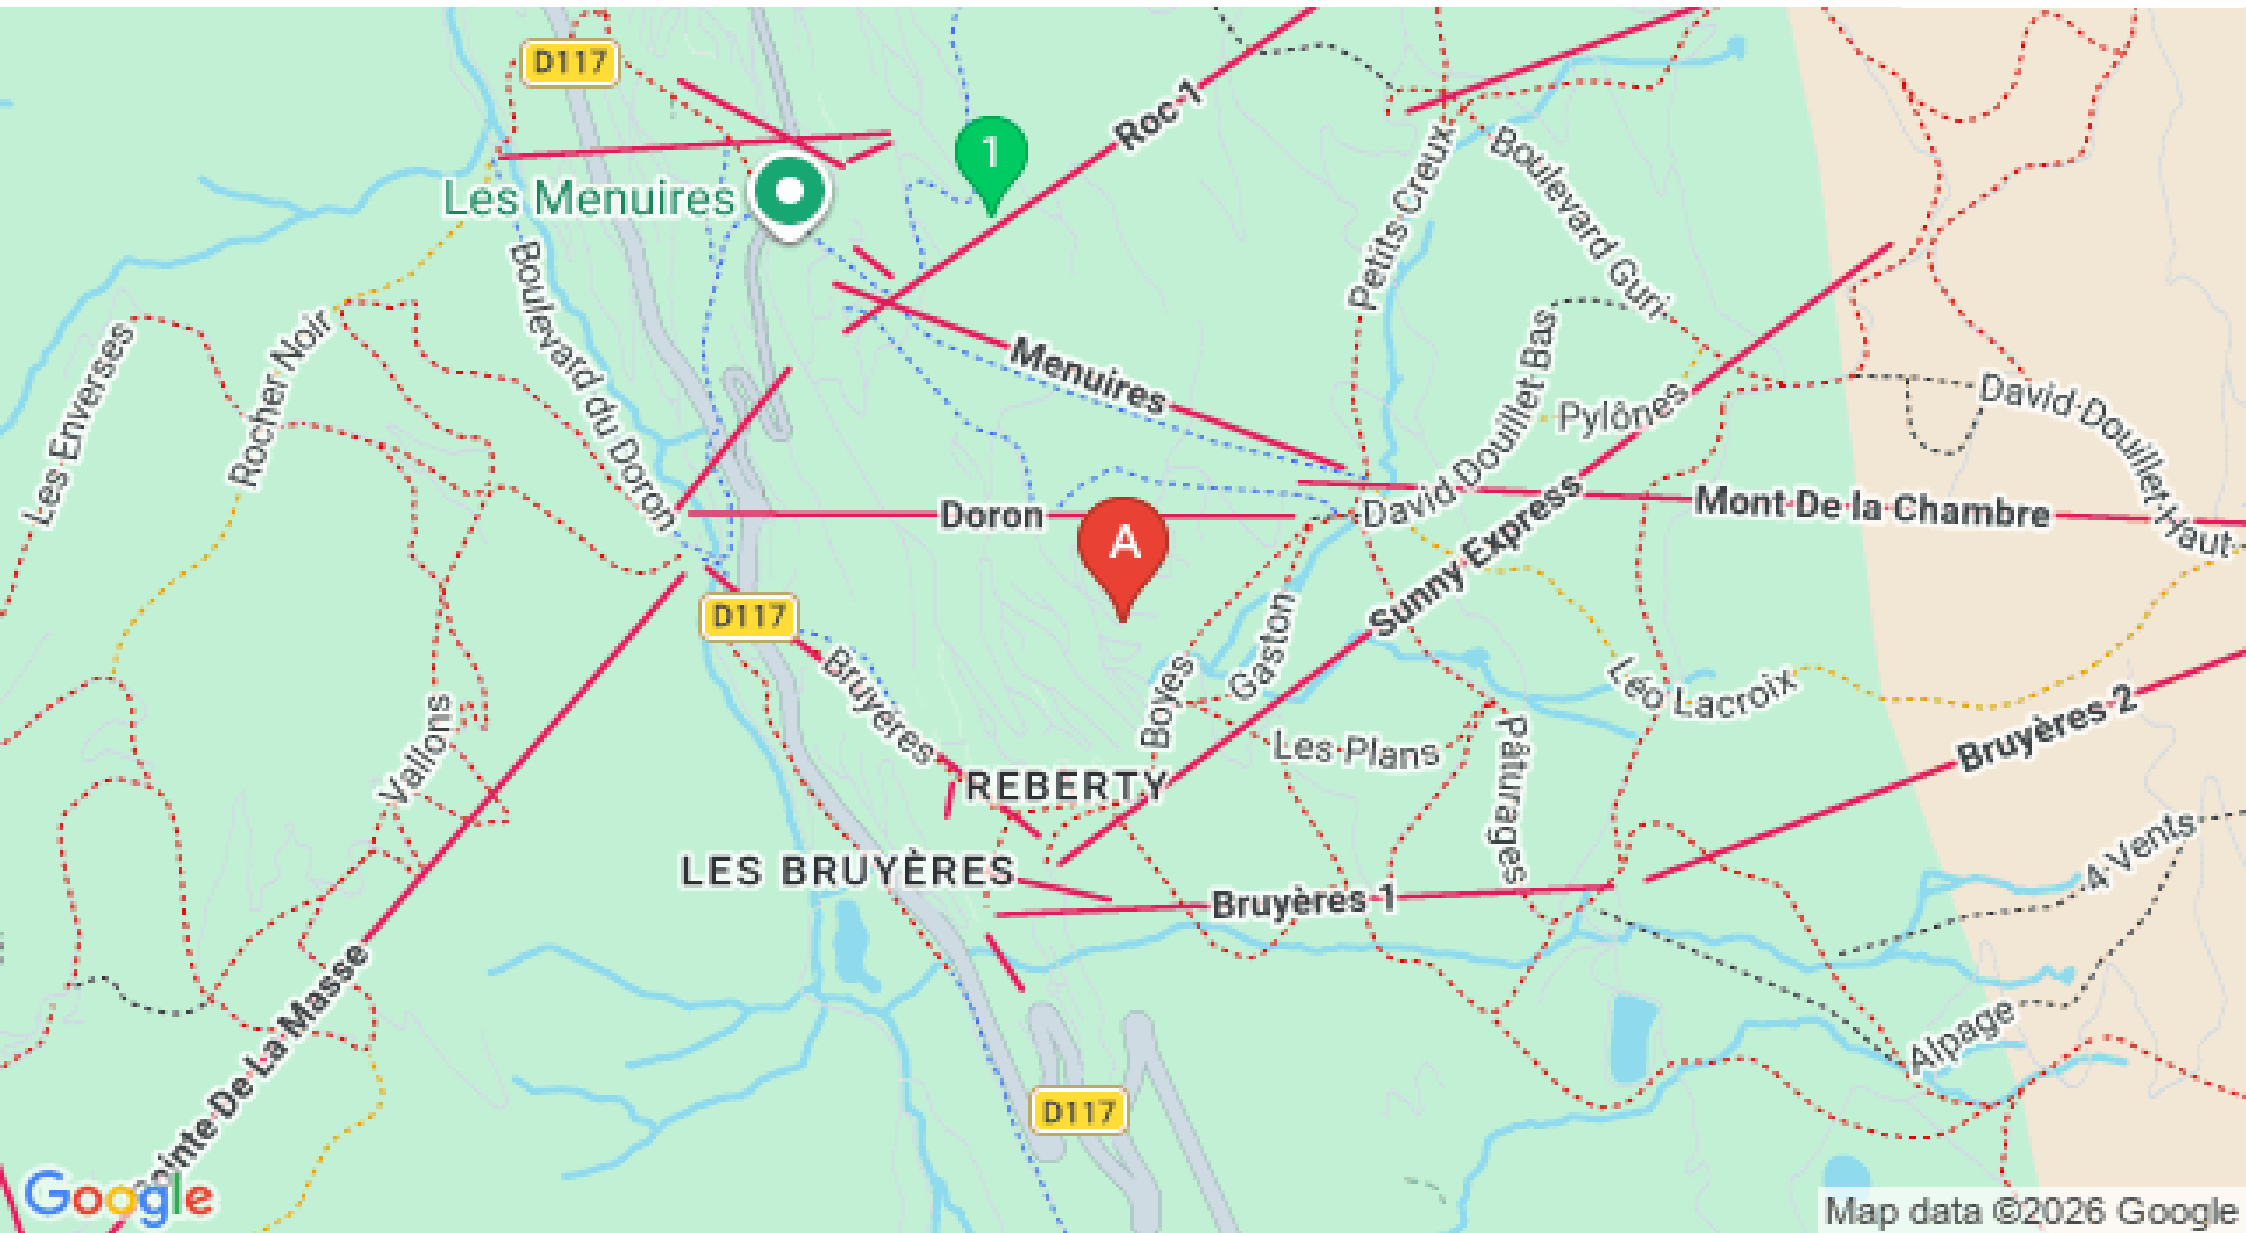 D117
Roc 1
1
Les Menuires
Petits Creux
Boulevard Guri
Boulevard du Doron
Les Enverses
Rocher Noir
Menuires
David Douillet Bas
Pylônes
David Douillet Haut
Doron
A
Mont De la Chambre
Sunny Express
D117
Gaston
Bruyères
Boyes
Léo Lacroix
Vallons
Les Plans
Pâturages
Bruyères 2
REBERTY
LES BRUYÈRES
Bruyères 1
4 Vents
Pointe De La Masse
Alpage
D117
Google
Map data ©2026 Google